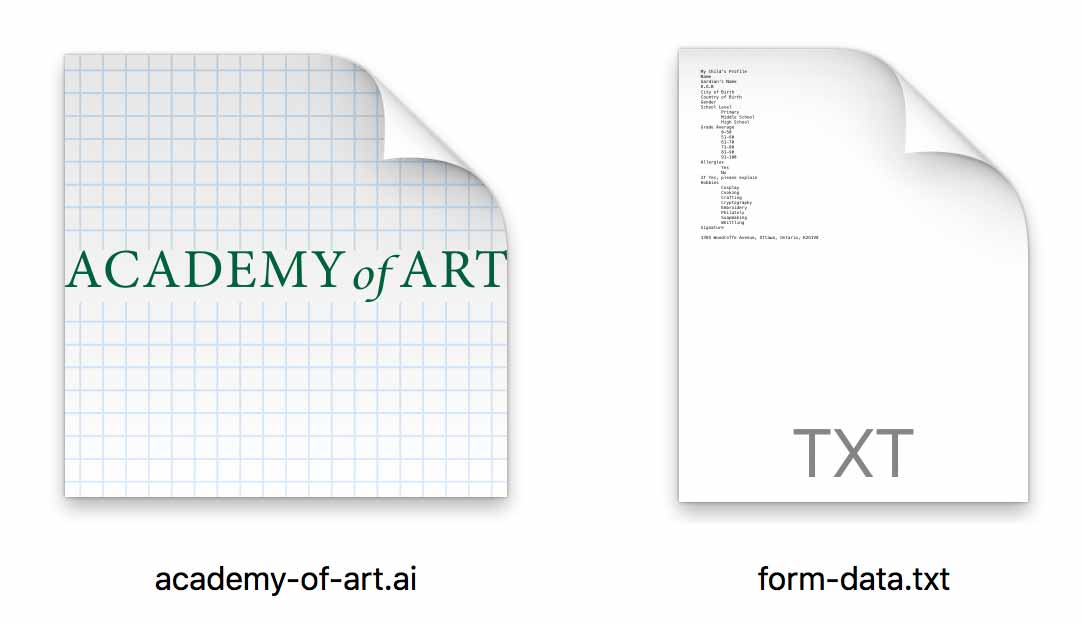 ACADEMY of ART
academy-of-art.ai
My Child's Profile
Name
Gardian's Name
D.O.B
City of Birth
Country of Birth
Gender
School Level
Primary
Middle School
High School
Grade Average
0-50
51-60
61-70
71-80
81-90
91-100
Allergies
Yes
No
If Yes, please explain
Hobbies
Cosplay
Cooking
Crafting
Cryptography
Embroidery
Philately
Soapmaking
Whittling
Signature
Avenue, Ottawa, Ontario,
TXT
form-data.txt